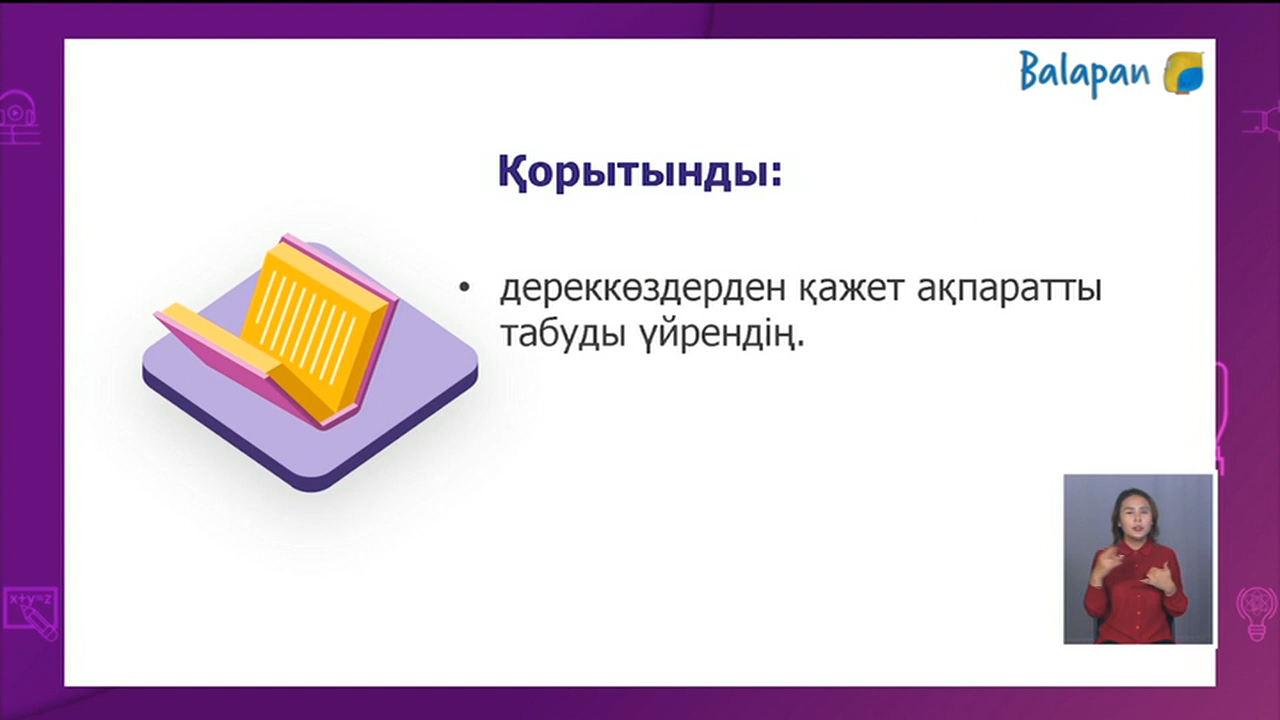 Balapan
Қорытынды:
• дереккөздерден қажет ақпаратты
табуды үйрендің.
x+y=z